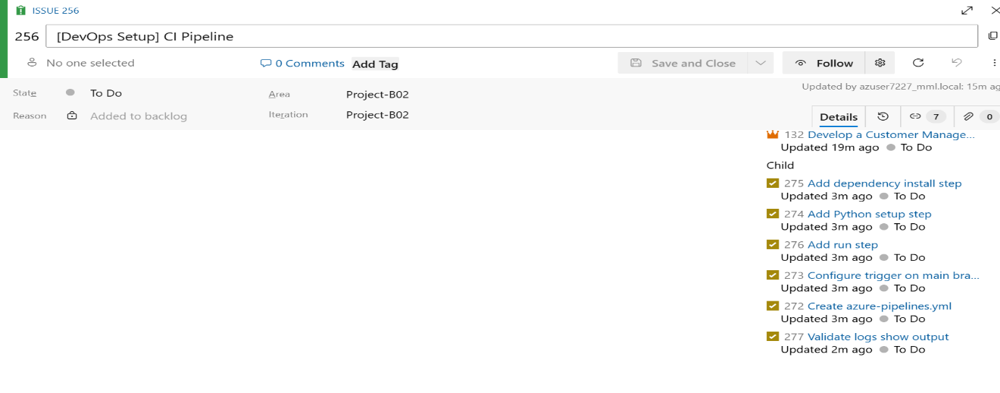 ISSUE 256
256 [DevOps Setup] CI Pipeline
No one selected 0 Comments Add Tag Save and Close Follow
Updated by azuser7227_mml.local: 15m ag
State To Do Area Project-B02
Reason Added to backlog Iteration Project-B02
Details 7 0
132 Develop a Customer Manage...
Updated 19m ago To Do
Child
275 Add dependency install step
Updated 3m ago To Do
274 Add Python setup step
Updated 3m ago To Do
276 Add run step
Updated 3m ago To Do
273 Configure trigger on main bra...
Updated 3m ago To Do
272 Create azure-pipelines.yml
Updated 3m ago To Do
277 Validate logs show output
Updated 2m ago To Do